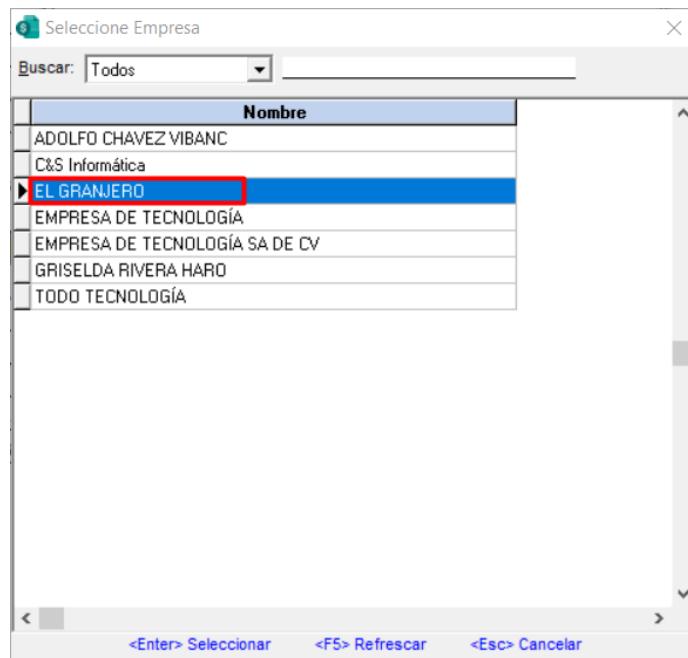 Seleccione Empresa
Buscar: Todos
Nombre
ADOLFO CHAVEZ VIBANC
C&S Informática
EL GRANJERO
EMPRESA DE TECNOLOGÍA
EMPRESA DE TECNOLOGÍA SA DE CV
GRISELDA RIVERA HARO
TODO TECNOLOGÍA
<Enter> Seleccionar <F5> Refrescar <Esc> Cancelar